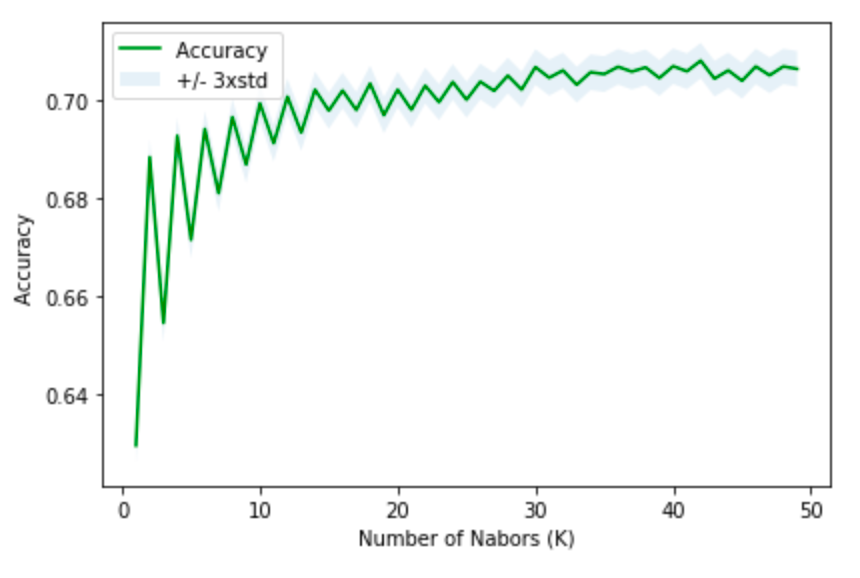 Accuracy
+/- 3xstd
0.70
0.68
0.66
0.64
Accuracy
0 10 20 30 40 50
Number of Nabors (K)